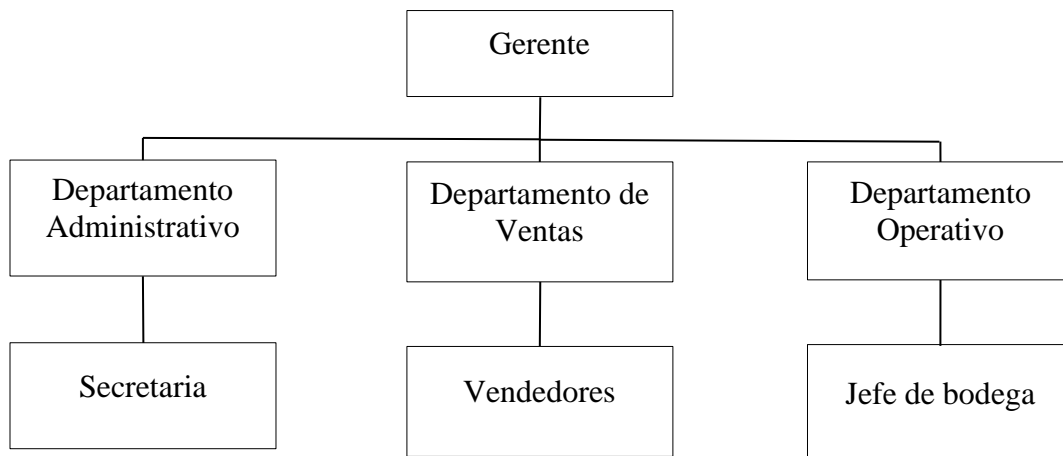 Gerente
Departamento
Administrativo
Departamento de
Ventas
Departamento
Operativo
Secretaria
Vendedores
Jefe de bodega